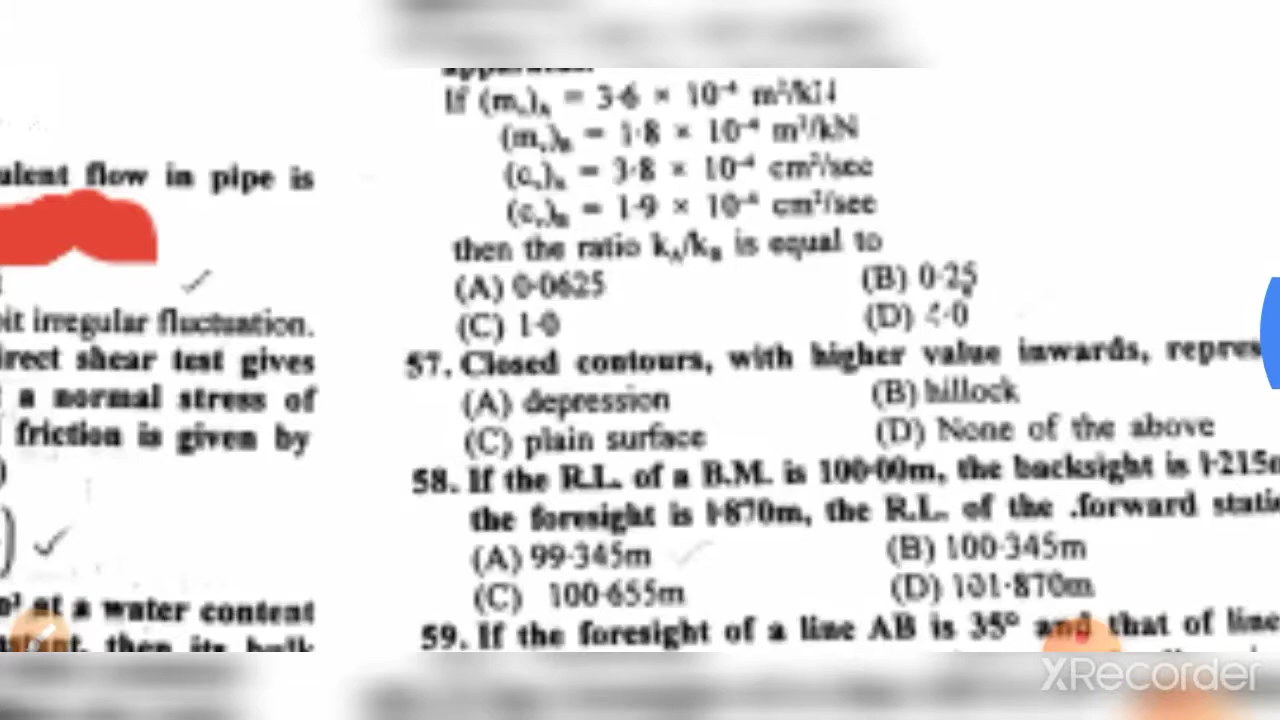 ulent flow in pipe is
bit irregular fluctuation.
direct shear test gives
a normal stress of
friction is given by
at a water content
then its bulk
If (mᵥ)ₐ = 3·6 × 10⁻⁴ m²/kN
(mᵥ)ʙ = 1·8 × 10⁻⁴ m²/kN
(cᵥ)ₐ = 3·8 × 10⁻⁴ cm²/sec
(cᵥ)ʙ = 1·9 × 10⁻⁴ cm²/sec
then the ratio kₐ/kʙ is equal to
(A) 0·0625 (B) 0·25
(C) 1·0 (D) 4·0
57. Closed contours, with higher value inwards, repres
(A) depression (B) hillock
(C) plain surface (D) None of the above
58. If the R.L. of a B.M. is 100·00m, the backsight is 1·215m
the foresight is 1·870m, the R.L. of the .forward static
(A) 99·345m (B) 100·345m
(C) 100·655m (D) 101·870m
59. If the foresight of a line AB is 35° and that of line
XRecorder